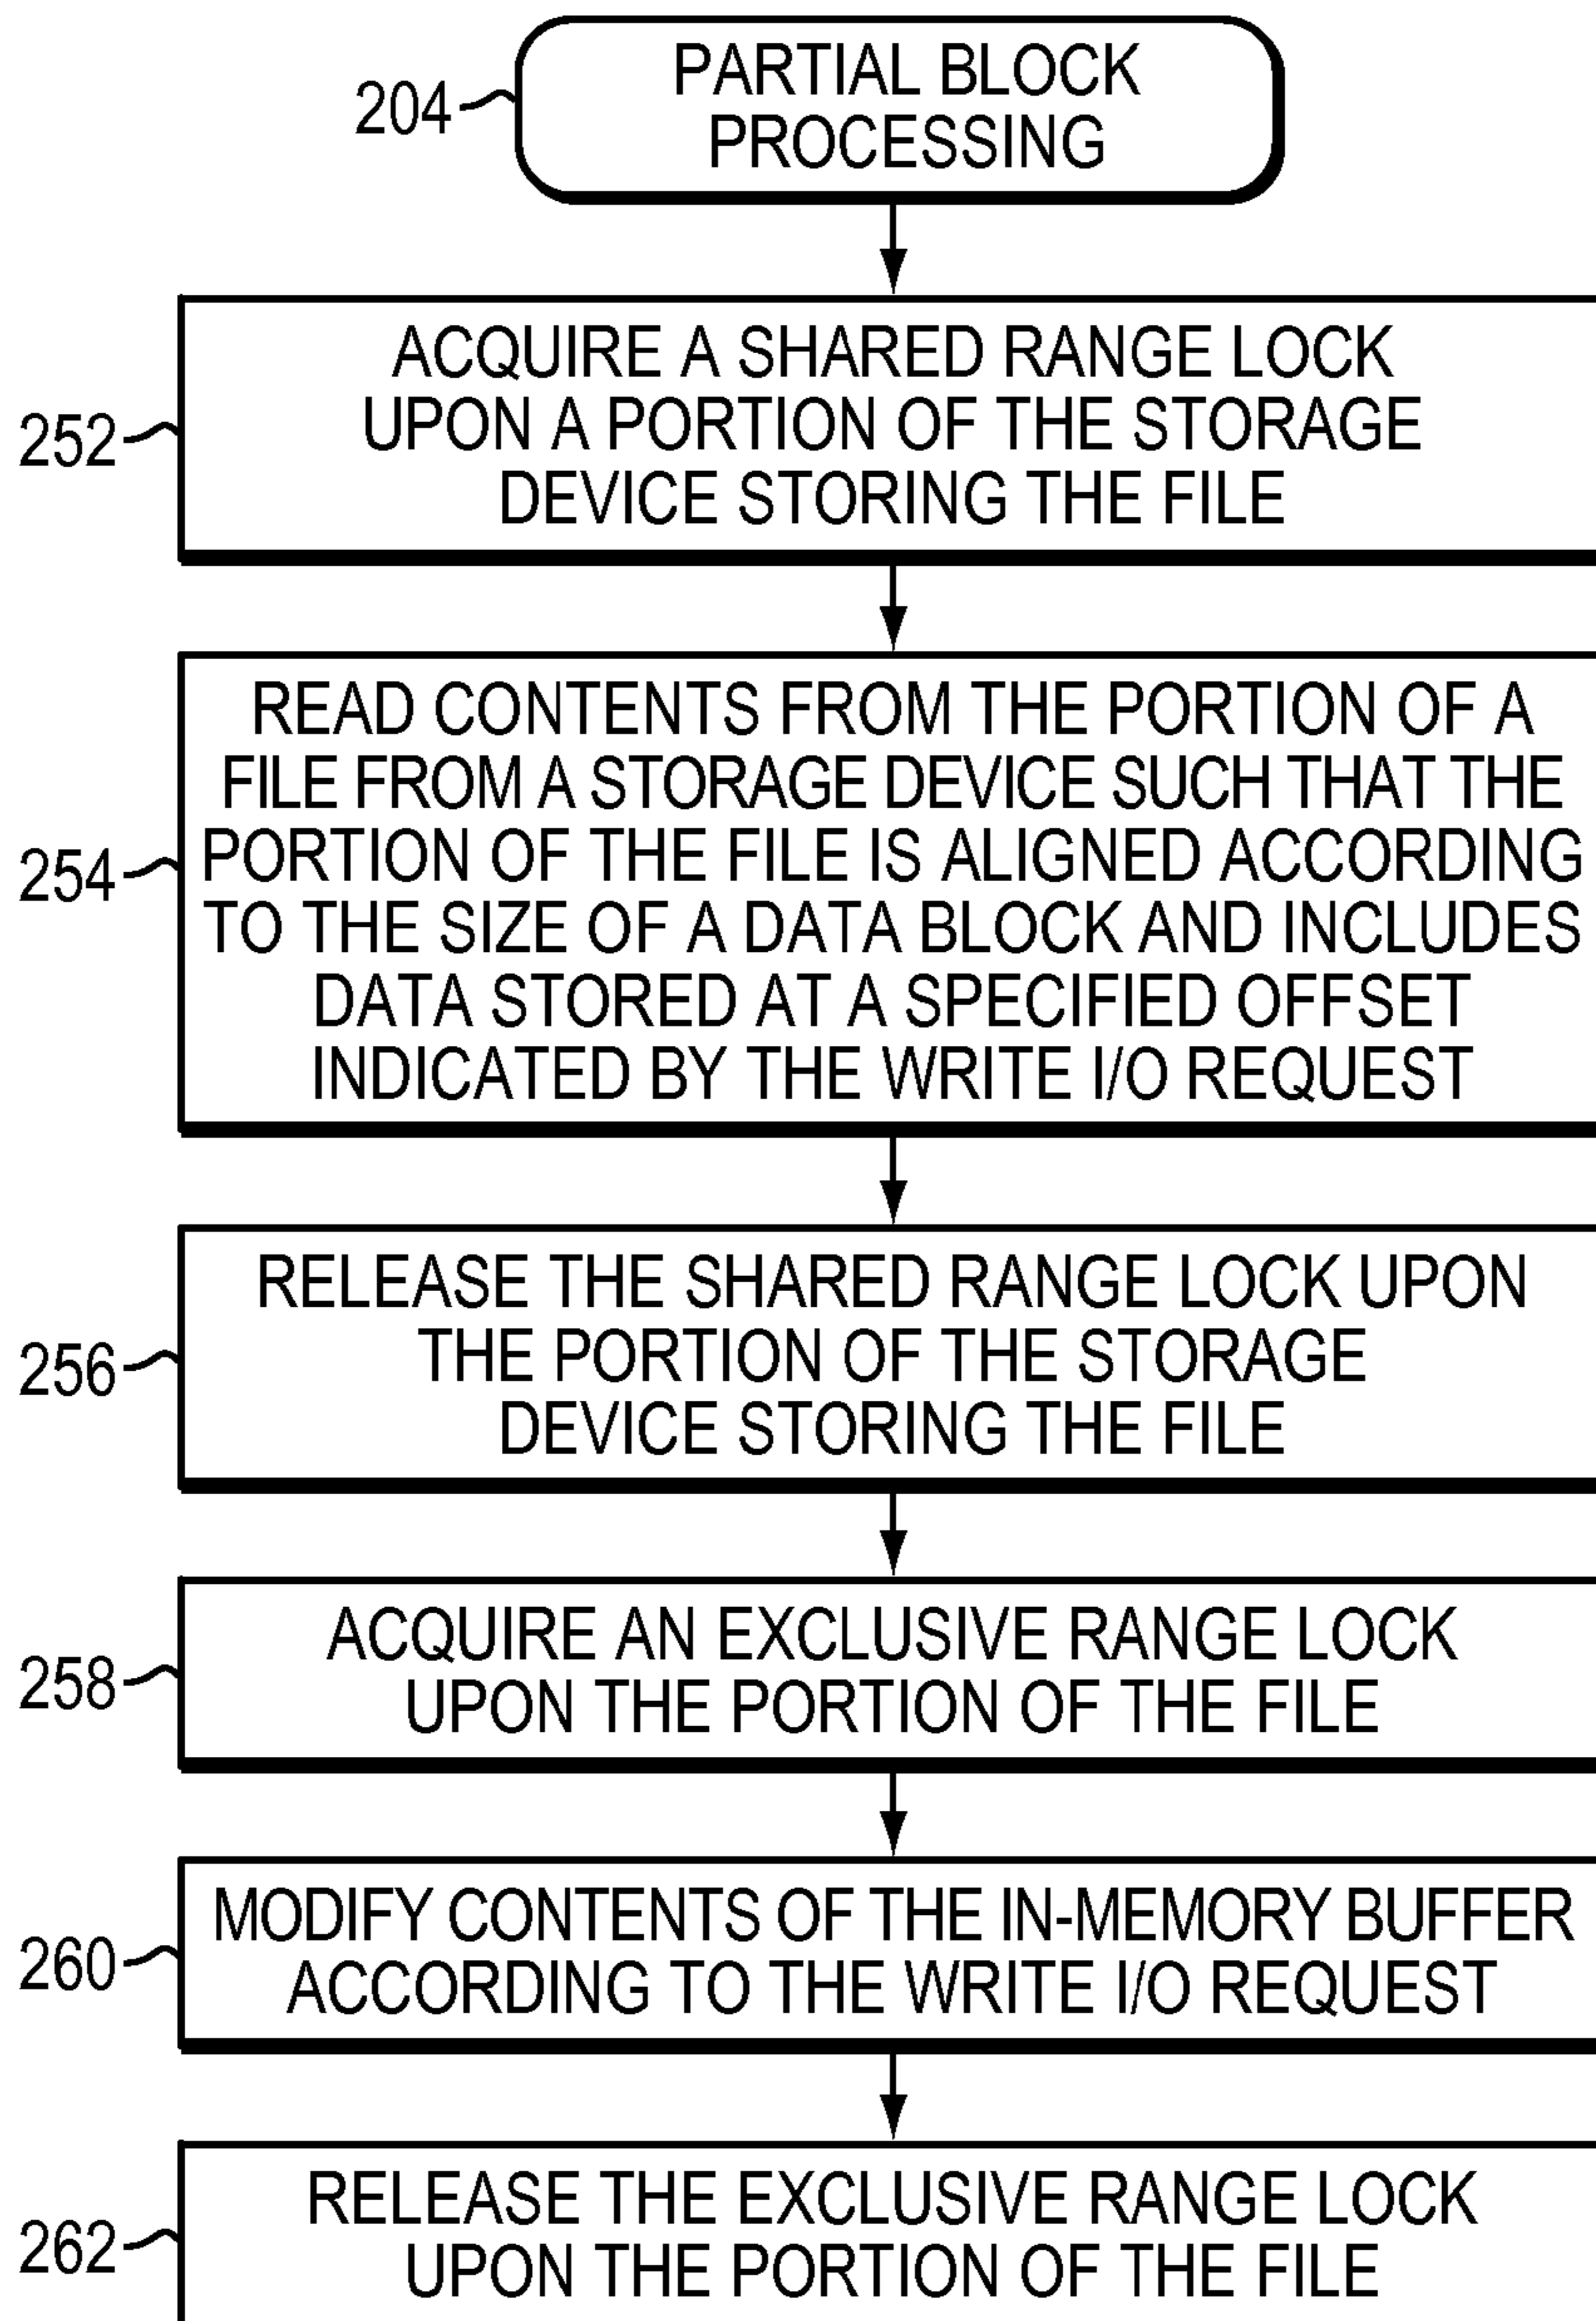 204
PARTIAL BLOCK
PROCESSING
252
ACQUIRE A SHARED RANGE LOCK
UPON A PORTION OF THE STORAGE
DEVICE STORING THE FILE
254
READ CONTENTS FROM THE PORTION OF A
FILE FROM A STORAGE DEVICE SUCH THAT THE
PORTION OF THE FILE IS ALIGNED ACCORDING
TO THE SIZE OF A DATA BLOCK AND INCLUDES
DATA STORED AT A SPECIFIED OFFSET
INDICATED BY THE WRITE I/O REQUEST
256
RELEASE THE SHARED RANGE LOCK UPON
THE PORTION OF THE STORAGE
DEVICE STORING THE FILE
258
ACQUIRE AN EXCLUSIVE RANGE LOCK
UPON THE PORTION OF THE FILE
260
MODIFY CONTENTS OF THE IN-MEMORY BUFFER
ACCORDING TO THE WRITE I/O REQUEST
262
RELEASE THE EXCLUSIVE RANGE LOCK
UPON THE PORTION OF THE FILE